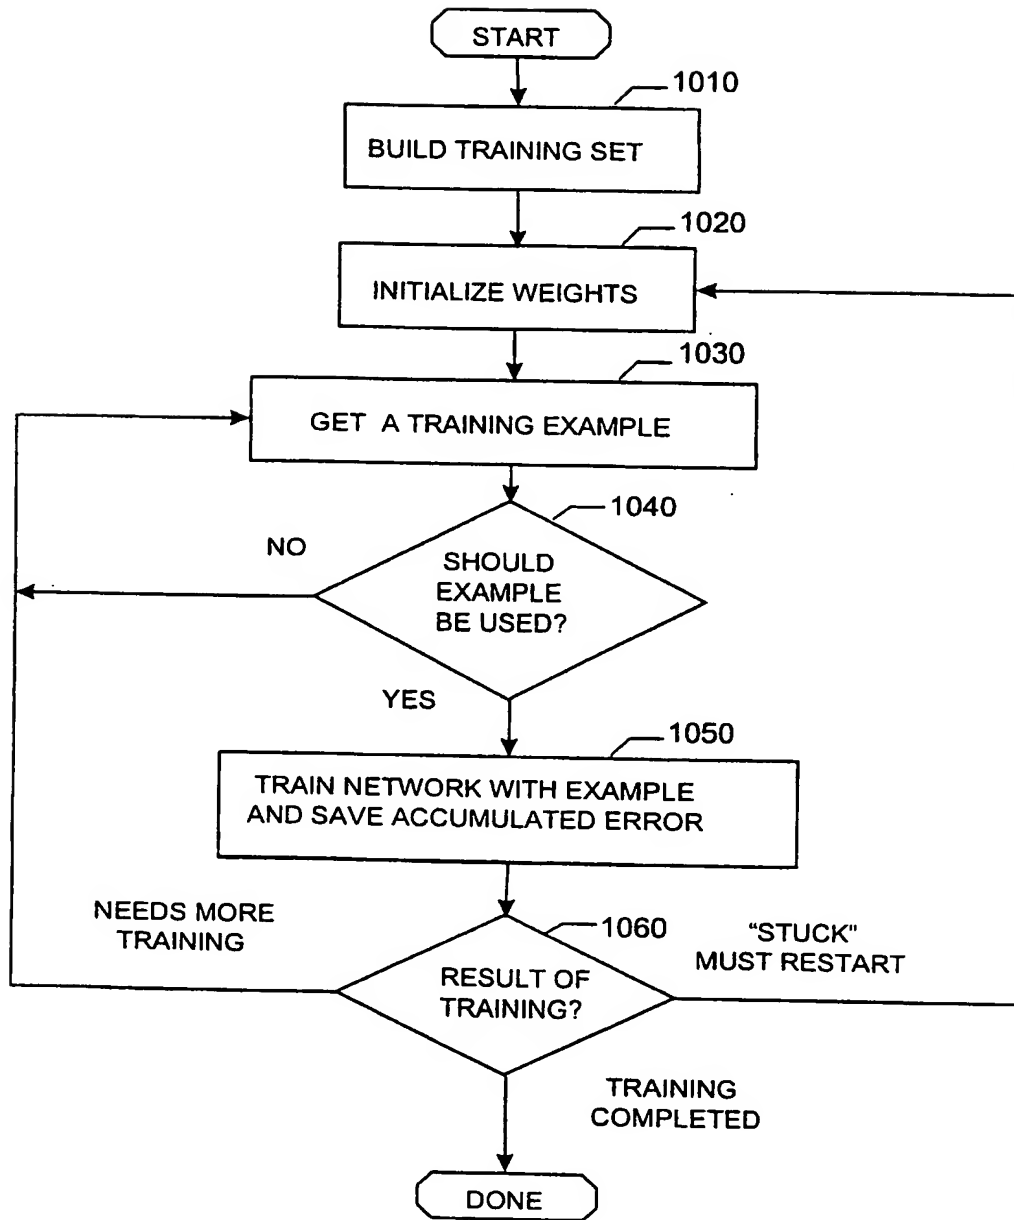 START
1010
BUILD TRAINING SET
1020
INITIALIZE WEIGHTS
1030
GET A TRAINING EXAMPLE
1040
NO
SHOULD
EXAMPLE
BE USED?
YES
1050
TRAIN NETWORK WITH EXAMPLE
AND SAVE ACCUMULATED ERROR
NEEDS MORE
TRAINING
1060
"STUCK"
MUST RESTART
RESULT OF
TRAINING?
TRAINING
COMPLETED
DONE